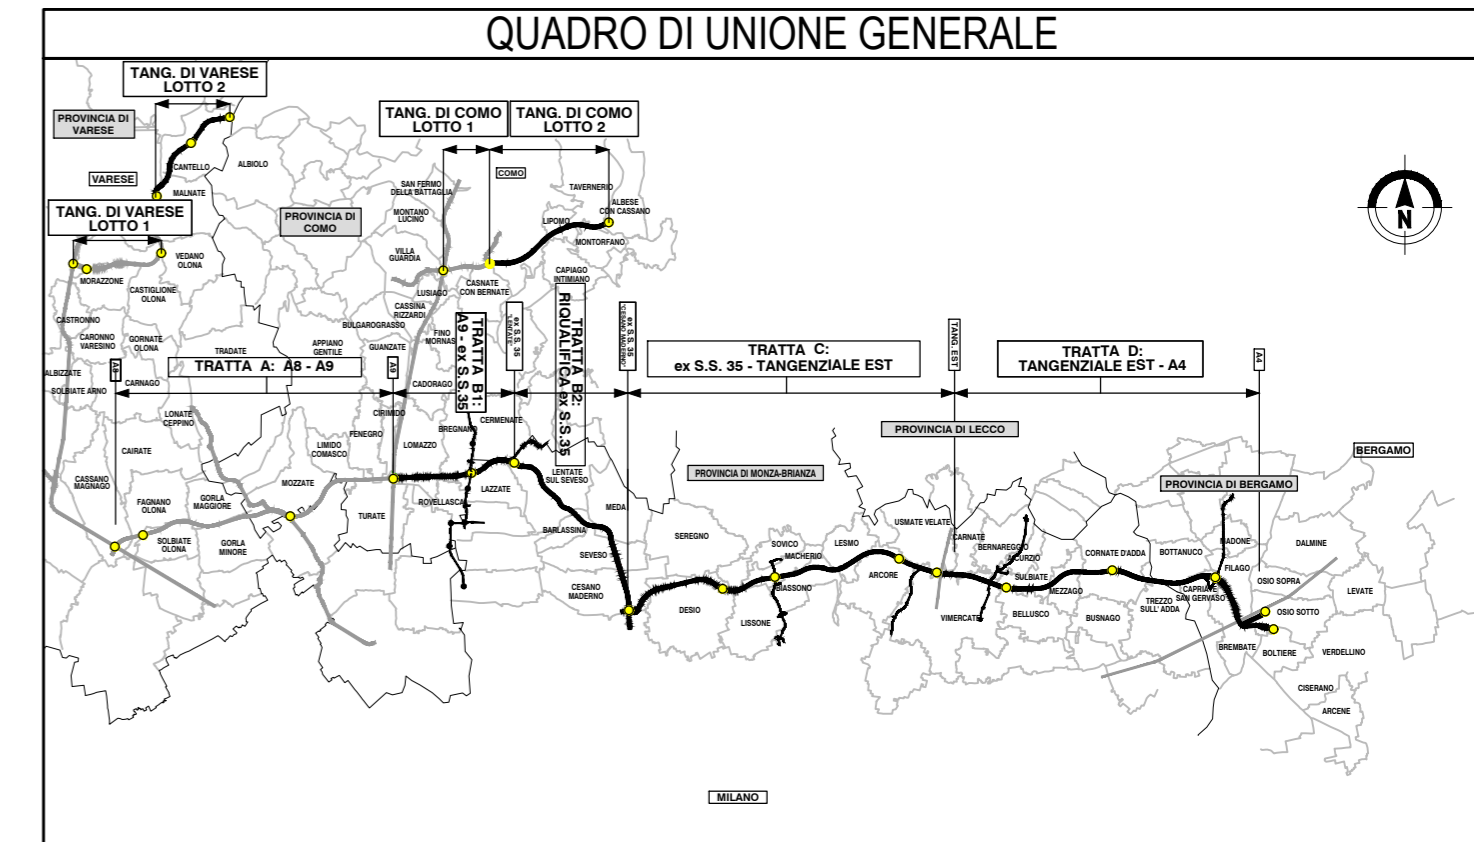 QUADRO DI UNIONE GENERALE
TANG. DI VARESE
LOTTO 2
PROVINCIA DI
VARESE
CANTELLO
ALBIOLO
VARESE
MALNATE
TANG. DI VARESE
LOTTO 1
PROVINCIA DI
COMO
VEDANO
OLONA
MORAZZONE
CASTIGLIONE
OLONA
TANG. DI COMO
LOTTO 1
TANG. DI COMO
LOTTO 2
COMO
SAN FERMO
DELLA BATTAGLIA
MONTANO
LUCINO
TAVERNERIO
ALBESE
CON CASSANO
LIPOMO
MONTORFANO
VILLA
GUARDIA
LUSIAGO
CASNATE
CON BERNATE
CAPIAGO
INTIMIANO
N
CASTRONNO
CARONNO
VARESINO
GORNATE
OLONA
CASSINA
RIZZARDI
BULGAROGRASSO
FINO
MORNAS
APPIANO
GENTILE
GUANZATE
TRADATE
ALBIZZATE
SOLBIATE ARNO
CARNAGO
CADORAGO
A8
TRATTA A: A8 - A9
A9
TRATTA B1:
A9 - ex S.S.35
ex S.S. 35
"LENTATE"
TRATTA B2:
RIQUALIFICA ex S.S.35
ex S.S. 35
"CESANO MADERNO"
TRATTA C:
ex S.S. 35 - TANGENZIALE EST
TANG. EST
TRATTA D:
TANGENZIALE EST - A4
A4
LONATE
CEPPINO
CIRIMIDO
FENEGRO
LIMIDO
COMASCO
LOMAZZO
BREGNANO
CERMENATE
CAIRATE
CASSANO
MAGNAGO
FAGNANO
OLONA
GORLA
MAGGIORE
MOZZATE
SOLBIATE
OLONA
GORLA
MINORE
TURATE
ROVELLASCA
LAZZATE
LENTATE
SUL SEVESO
MEDA
BARLASSINA
SEVESO
CESANO
MADERNO
PROVINCIA DI MONZA-BRIANZA
PROVINCIA DI LECCO
BERGAMO
PROVINCIA DI BERGAMO
SEREGNO
DESIO
LISSONE
SOVICO
MACHERIO
BIASSONO
LESMO
ARCORE
USMATE VELATE
CARNATE
BERNAREGGIO
AICURZIO
SULBIATE
MEZZAGO
VIMERCATE
BELLUSCO
BUSNAGO
CORNATE D'ADDA
BOTTANUCO
TREZZO
SULL' ADDA
MADONE
FILAGO
CAPRIATE
SAN GERVASO
DALMINE
OSIO SOPRA
OSIO SOTTO
LEVATE
BREMBATE
BOLTIERE
VERDELLINO
CISERANO
ARCENE
MILANO